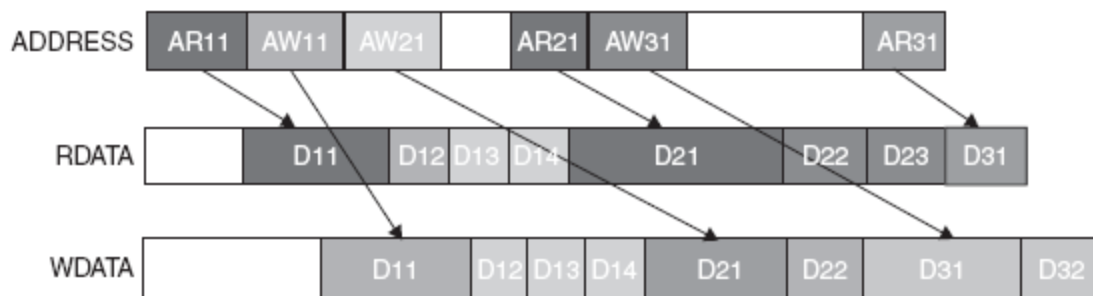 ADDRESS AR11 AW11 AW21 AR21 AW31 AR31
RDATA D11 D12 D13 D14 D21 D22 D23 D31
WDATA D11 D12 D13 D14 D21 D22 D31 D32